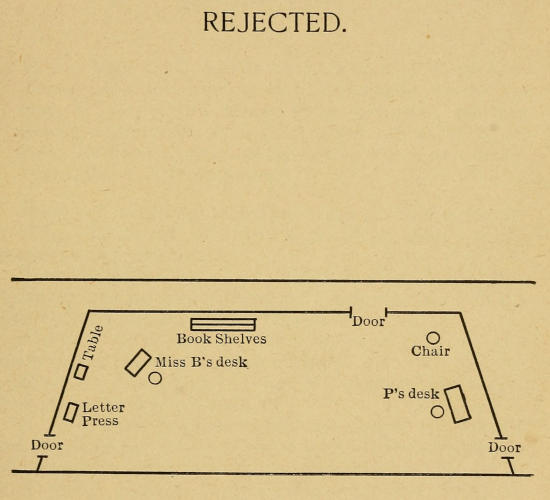 REJECTED.
Door
Book Shelves
Table
Miss B's desk
Chair
P's desk
Letter
Press
Door
Door